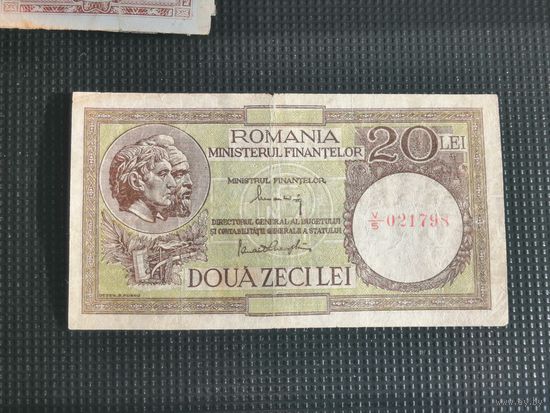 ROMANIA
MINISTERUL FINANȚELOR
20 LEI
MINISTRUL FINANȚELOR
DIRECTORUL GENERAL AL BUGETULUI
ȘI CONTABILITĂȚII GENERALE A STATULUI
V/5 - 021798
DOUĂ ZECI LEI